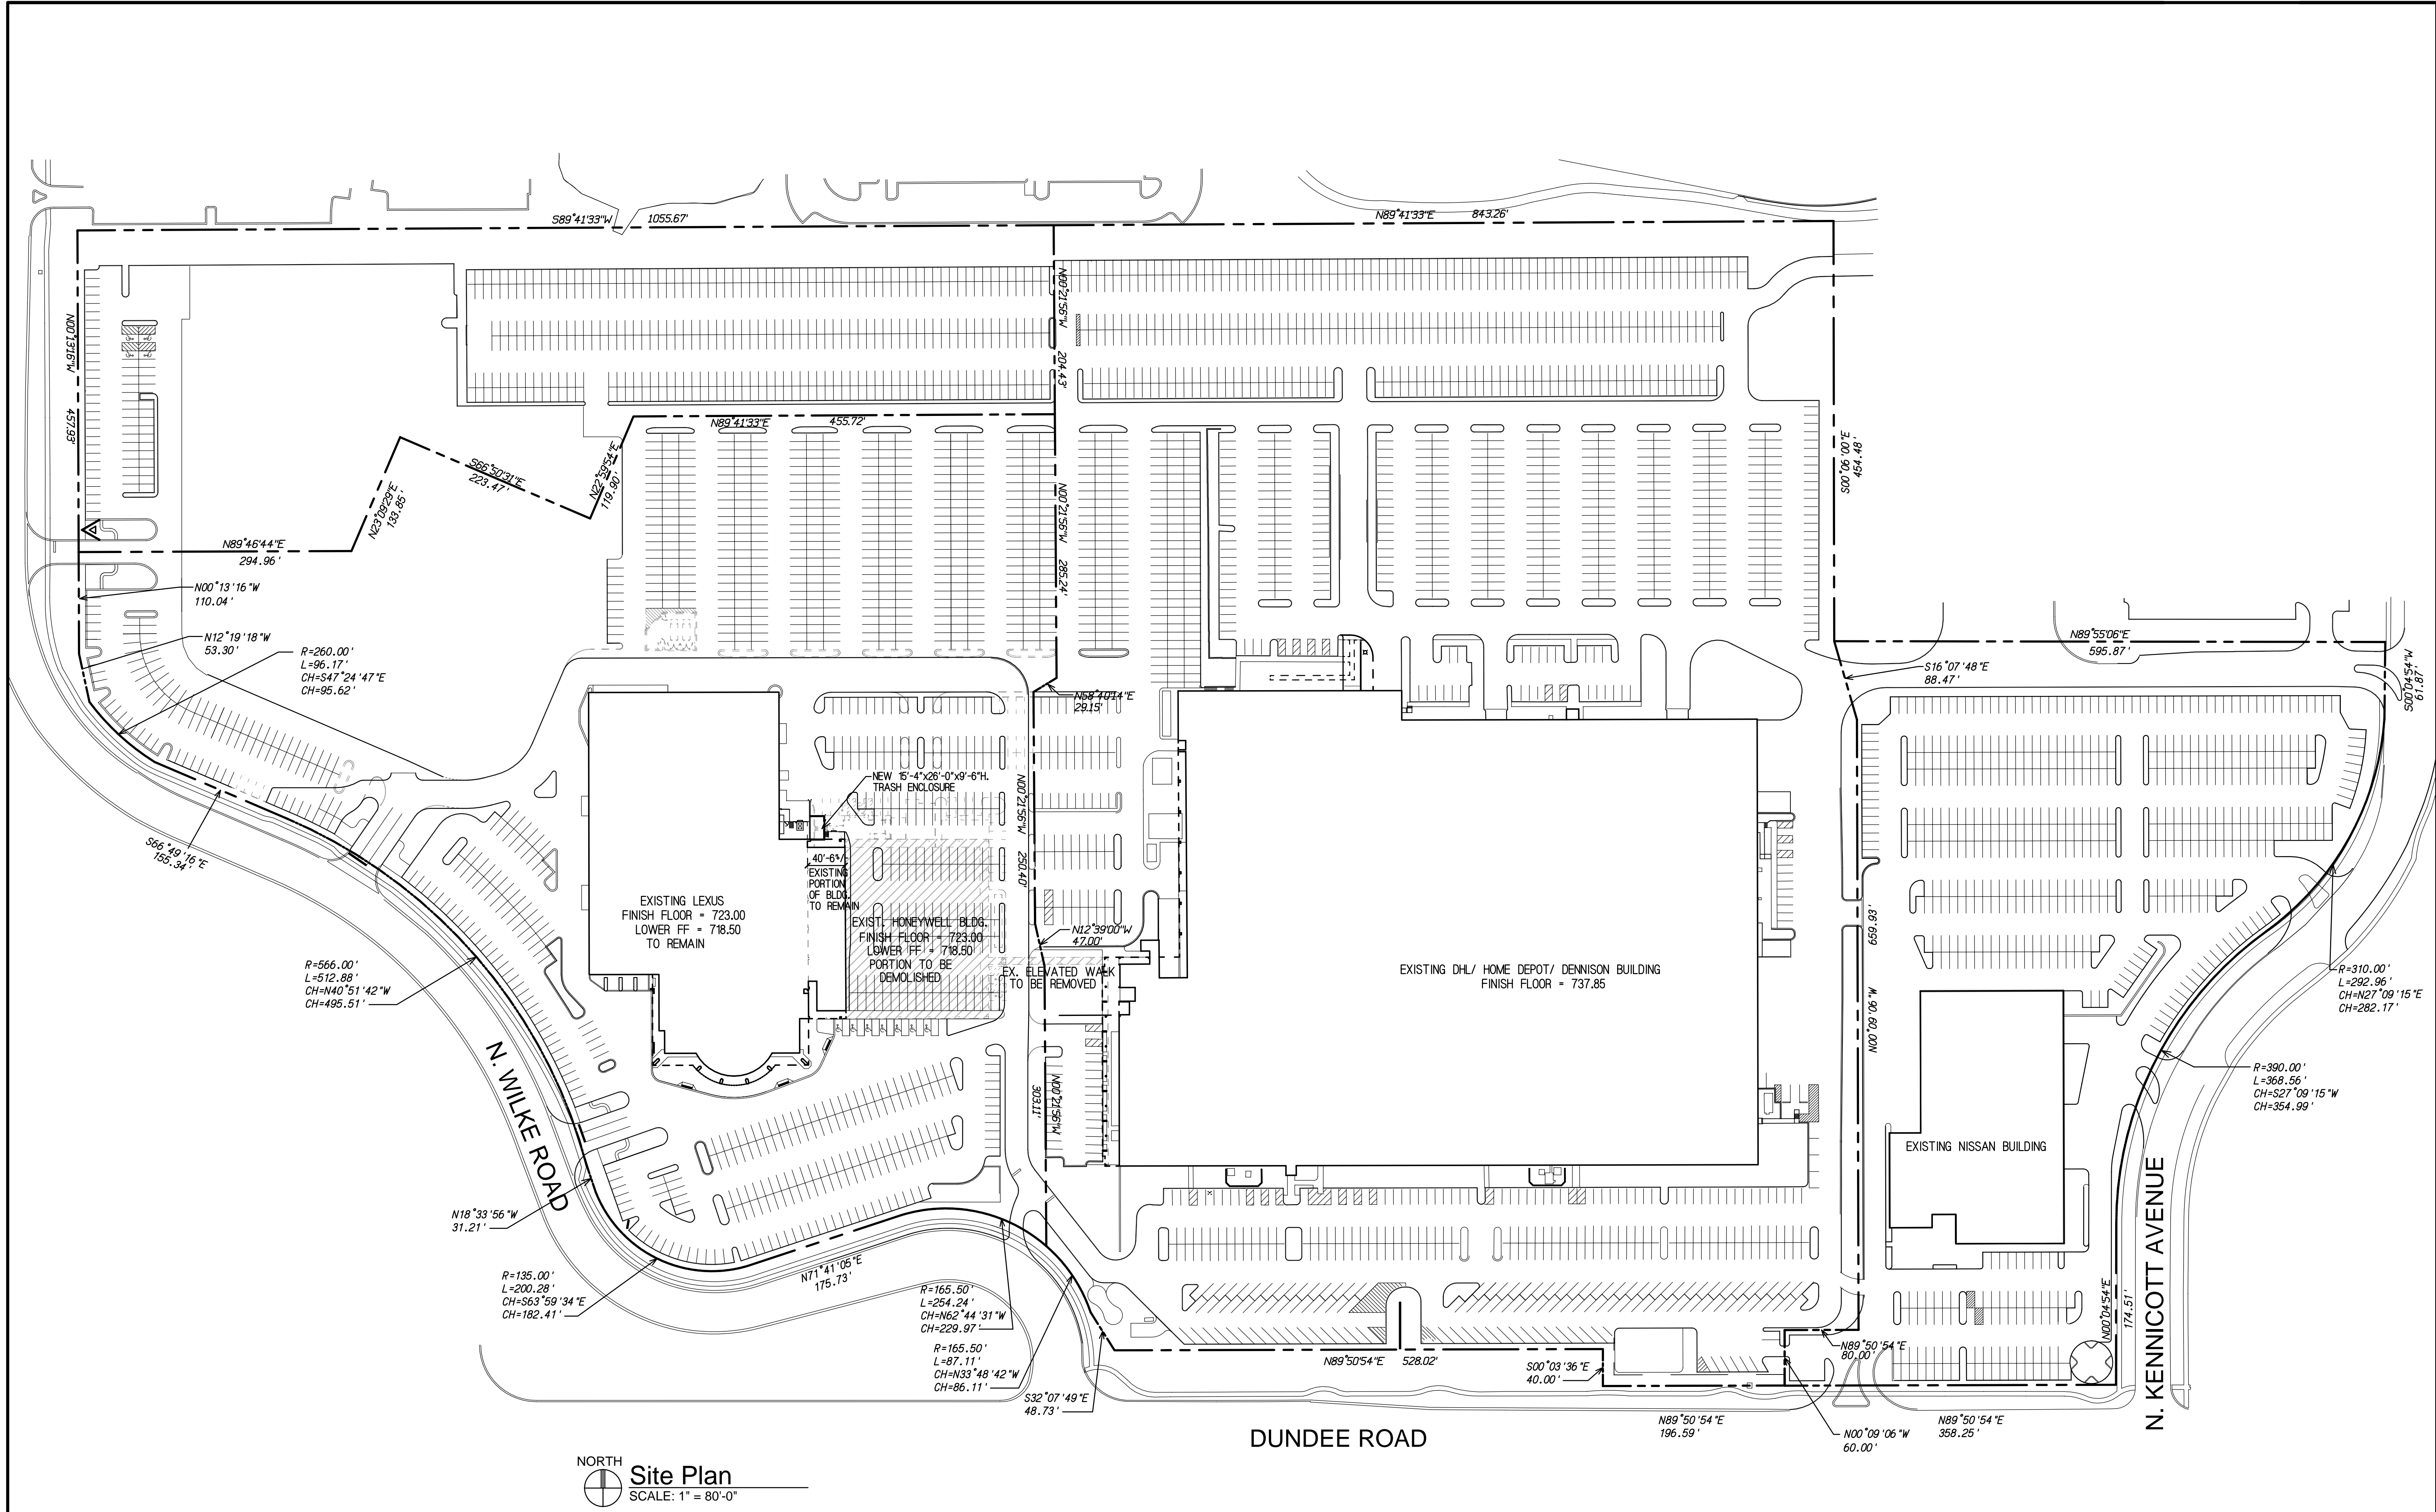 S89°41'33"W 1055.67'
N89°41'33"E 843.26'
N00°21'56"W 204.43'
N00°13'16"W 457.93'
N89°41'33"E 455.72'
S66°50'31"E
223.47'
N22°59'54"E
119.90'
N23°09'29"E
133.85'
S00°06'00"E
454.48'
N00°21'56"W 285.24'
N89°46'44"E
294.96'
N00°13'16"W
110.04'
N12°19'18"W
53.30'
R=260.00'
L=96.17'
CH=S47°24'47"E
CH=95.62'
N89°55'06"E
595.87'
S00°04'54"W
61.87'
S16°07'48"E
88.47'
N58°40'14"E
29.15'
NEW 15'-4"x26'-0"x9'-6"H.
TRASH ENCLOSURE
N00°21'56"W 250.40'
S66°49'16"E
155.34'
40'-6"+/-
EXISTING
PORTION
OF BLDG.
TO REMAIN
EXISTING LEXUS
FINISH FLOOR = 723.00
LOWER FF = 718.50
TO REMAIN
EXIST. HONEYWELL BLDG.
FINISH FLOOR = 723.00
LOWER FF = 718.50
PORTION TO BE
DEMOLISHED
N12°39'00"W
47.00'
EX. ELEVATED WALK
TO BE REMOVED
EXISTING DHL/ HOME DEPOT/ DENNISON BUILDING
FINISH FLOOR = 737.85
N00°09'06"W 659.93'
R=566.00'
L=512.88'
CH=N40°51'42"W
CH=495.51'
R=310.00'
L=292.96'
CH=N27°09'15"E
CH=282.17'
R=390.00'
L=368.56'
CH=S27°09'15"W
CH=354.99'
N. WILKE ROAD
303.11'
N00°21'56"W
EXISTING NISSAN BUILDING
N18°33'56"W
31.21'
R=135.00'
L=200.28'
CH=S63°59'34"E
CH=182.41'
N71°41'05"E
175.73'
R=165.50'
L=254.24'
CH=N62°44'31"W
CH=229.97'
R=165.50'
L=87.11'
CH=N33°48'42"W
CH=86.11'
S32°07'49"E
48.73'
N89°50'54"E 528.02'
S00°03'36"E
40.00'
N89°50'54"E
80.00'
N00°04'54"E
174.51'
N. KENNICOTT AVENUE
N89°50'54"E
196.59'
N00°09'06"W
60.00'
N89°50'54"E
358.25'
DUNDEE ROAD
NORTH
Site Plan
SCALE: 1" = 80'-0"